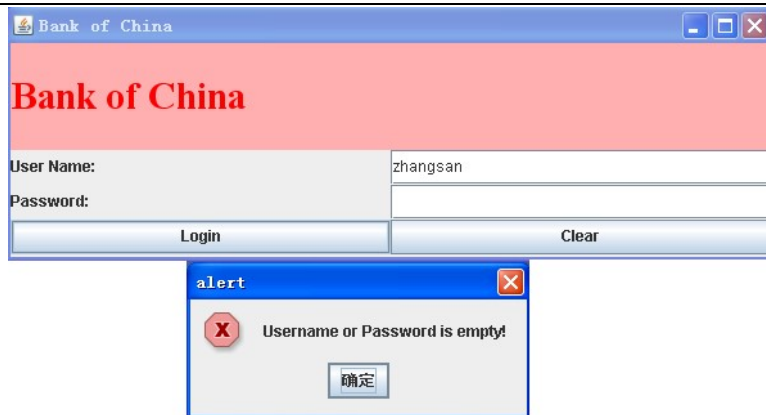 Bank of China
Bank of China
User Name:
zhangsan
Password:
Login
Clear
alert
Username or Password is empty!
确定